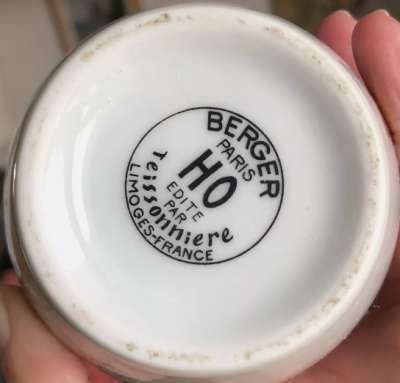 BERGER
PARIS
HO
EDITE
PAR
Teissonniere
LIMOGES-FRANCE